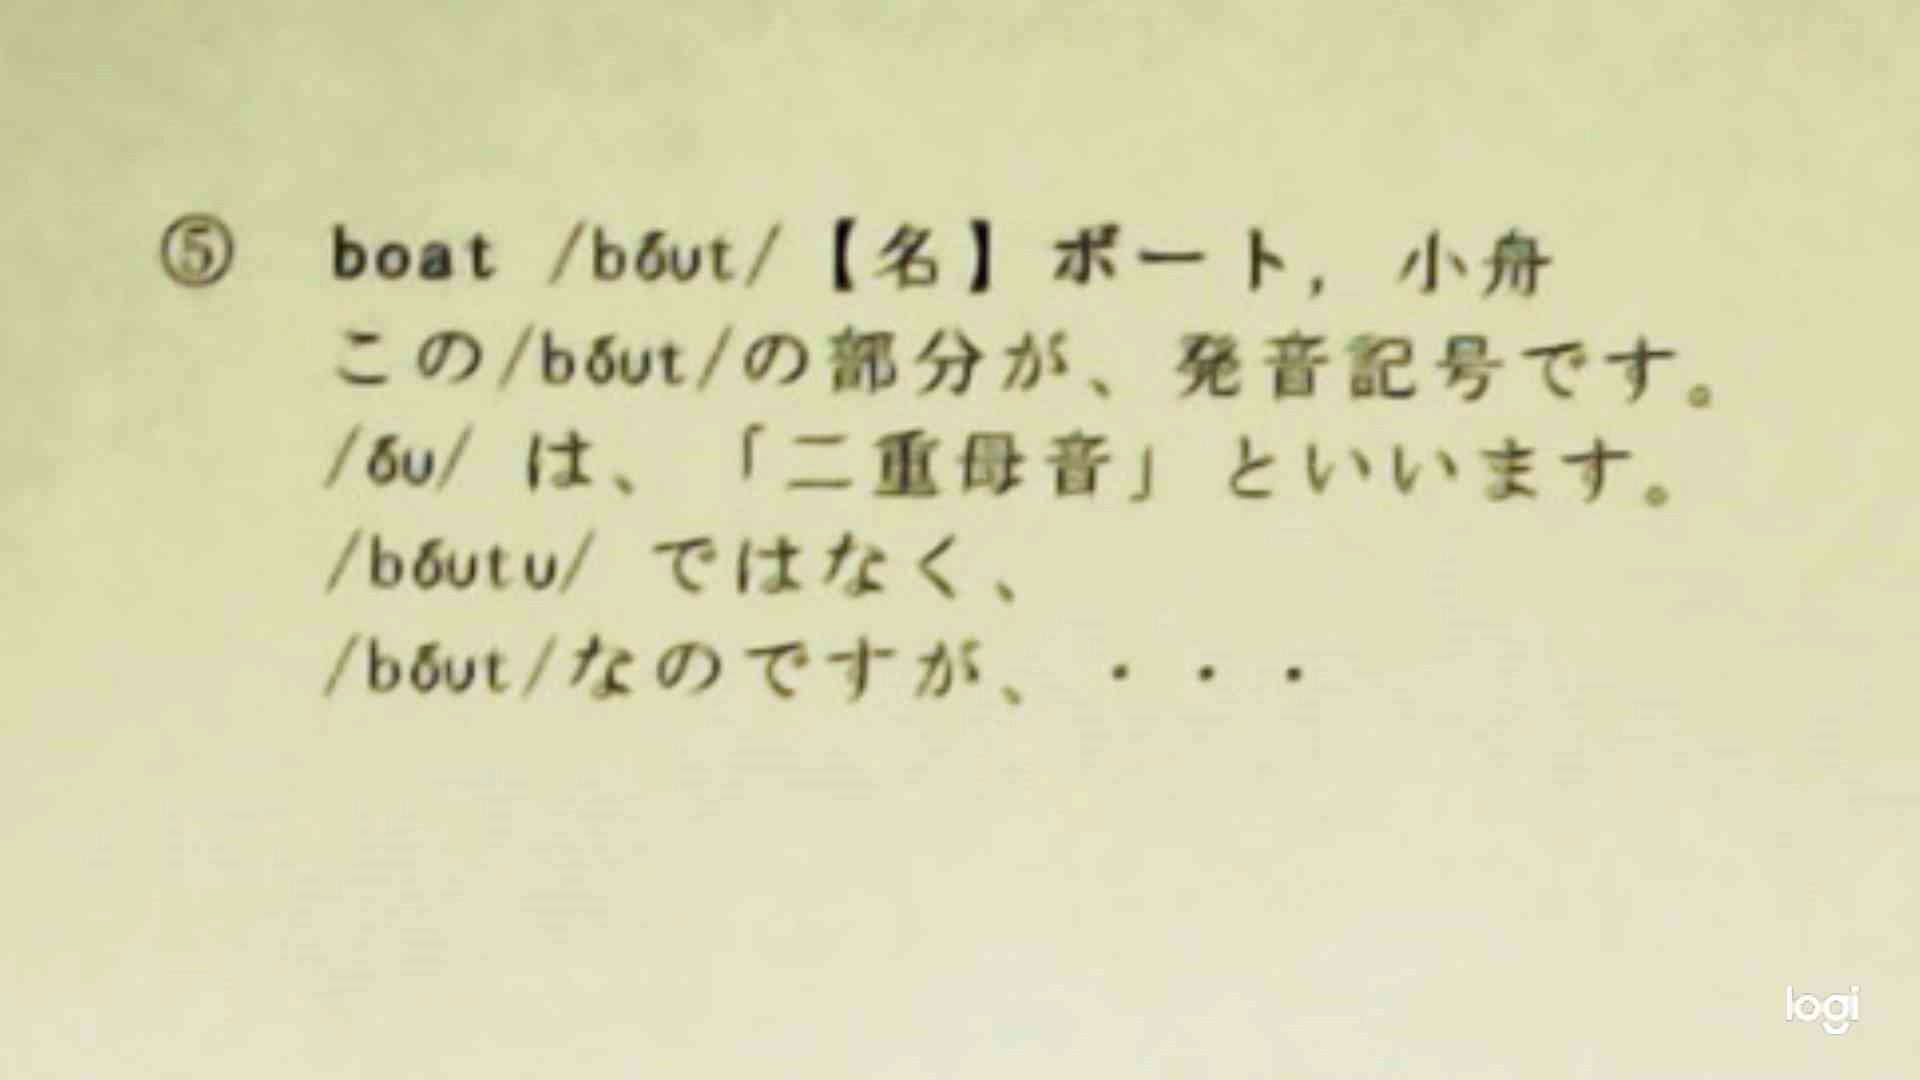 ⑤ boat /bóut/【名】ボート, 小舟
この/bóut/の部分が、発音記号です。
/óu/ は、「二重母音」といいます。
/bóutu/ ではなく、
/bóut/なのですが、・・・
logi